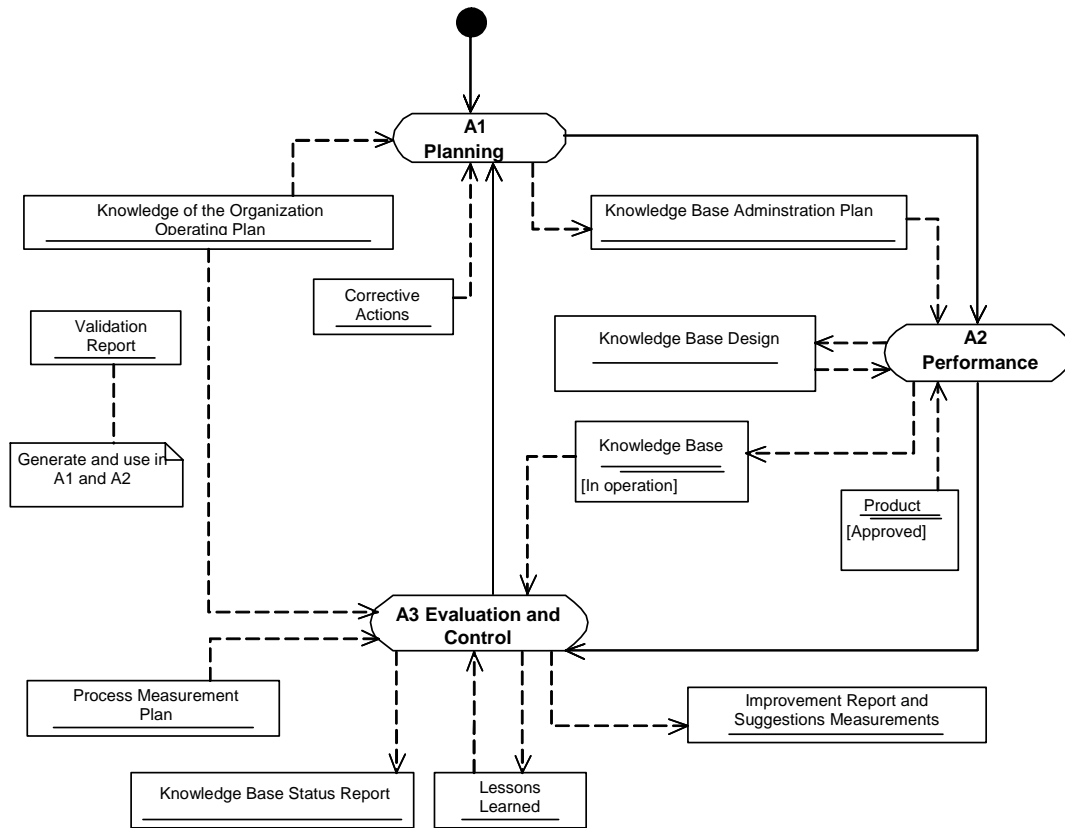 A1
Planning
Knowledge of the Organization
Operating Plan
Knowledge Base Adminstration Plan
Corrective
Actions
Validation
Report
Knowledge Base Design
A2
Performance
Generate and use in
A1 and A2
Knowledge Base
[In operation]
Product
[Approved]
A3 Evaluation and
Control
Process Measurement
Plan
Improvement Report and
Suggestions Measurements
Knowledge Base Status Report
Lessons
Learned